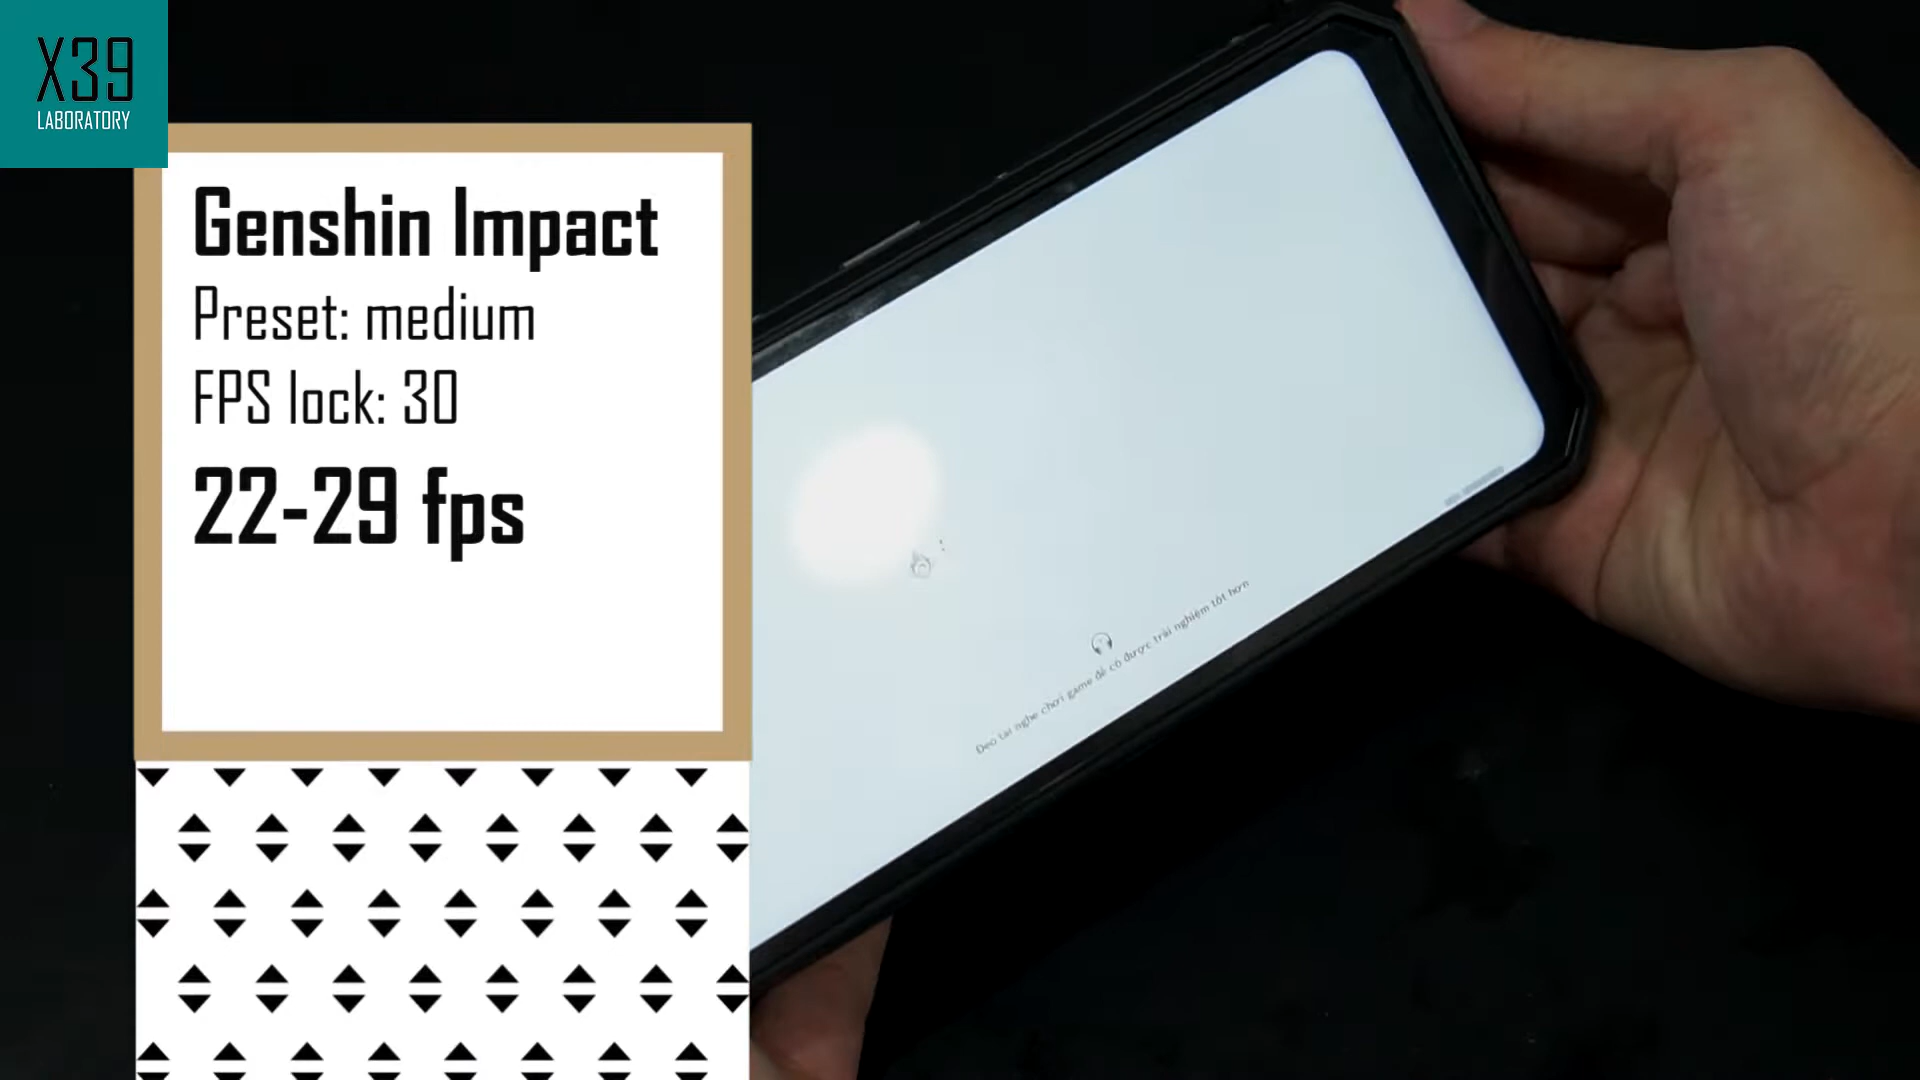 X39
LABORATORY
Genshin Impact
Preset: medium
FPS lock: 30
22-29 fps
Đeo tai nghe chơi game để có được trải nghiệm tốt hơn